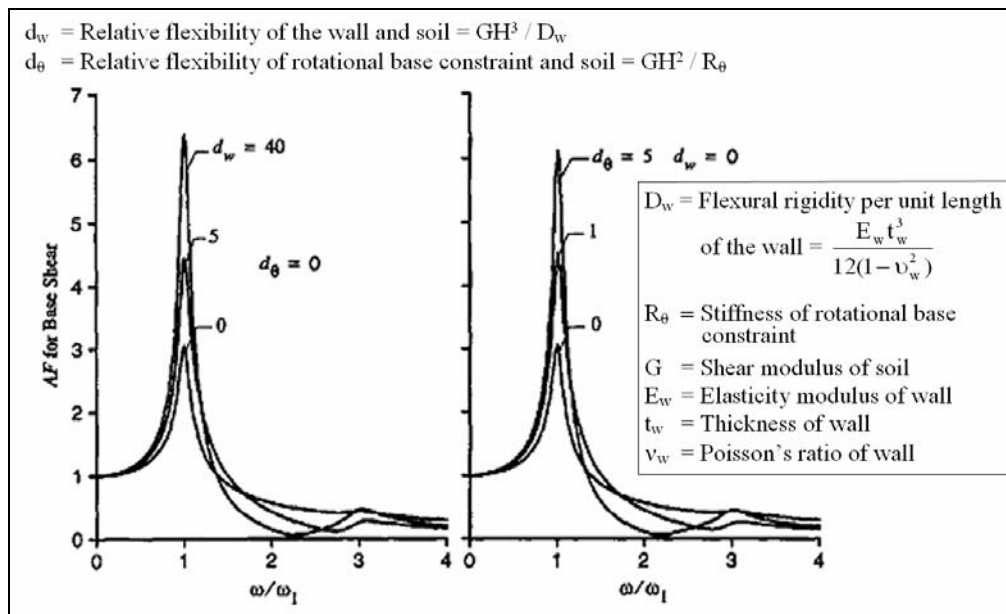 d_w = Relative flexibility of the wall and soil = GH³ / D_w
d_θ = Relative flexibility of rotational base constraint and soil = GH² / R_θ
AF for Base Shear
7
6
5
4
3
2
1
0
d_w = 40
5
d_θ = 0
0
0 1 2 3 4
ω/ω_I
d_θ = 5 d_w = 0
1
0
0 1 2 3 4
ω/ω_I
D_w = Flexural rigidity per unit length
of the wall = E_w t_w³ / 12(1 − υ_w²)
R_θ = Stiffness of rotational base
constraint
G = Shear modulus of soil
E_w = Elasticity modulus of wall
t_w = Thickness of wall
ν_w = Poisson's ratio of wall